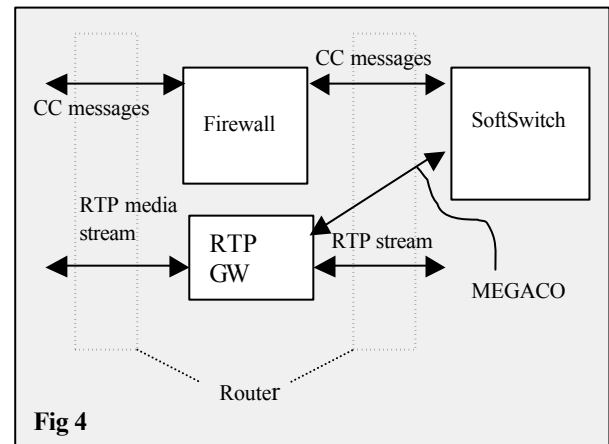 CC messages
CC messages
Firewall
SoftSwitch
RTP media
stream
RTP
GW
RTP stream
MEGACO
Router
Fig 4